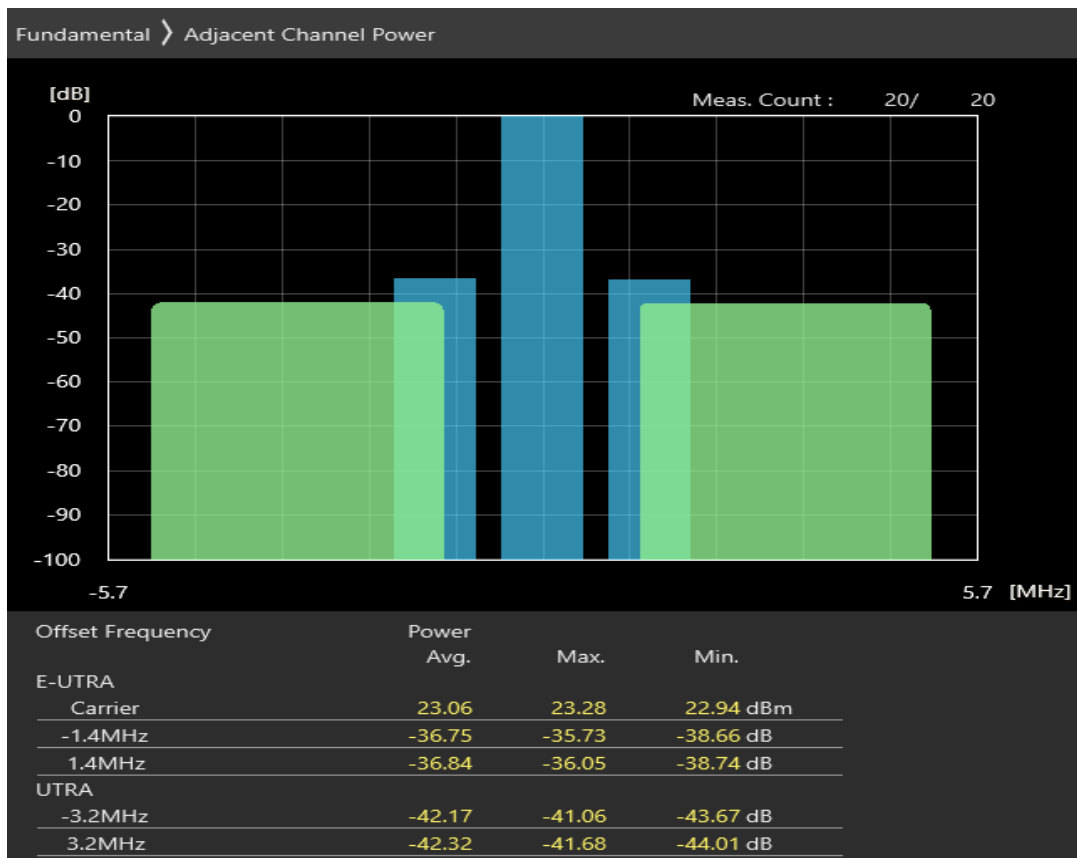 Fundamental 〉 Adjacent Channel Power
[dB]
Meas. Count : 20/ 20
0
-10
-20
-30
-40
-50
-60
-70
-80
-90
-100
-5.7 5.7 [MHz]
Offset Frequency Power
Avg. Max. Min.
E-UTRA
Carrier 23.06 23.28 22.94 dBm
-1.4MHz -36.75 -35.73 -38.66 dB
1.4MHz -36.84 -36.05 -38.74 dB
UTRA
-3.2MHz -42.17 -41.06 -43.67 dB
3.2MHz -42.32 -41.68 -44.01 dB